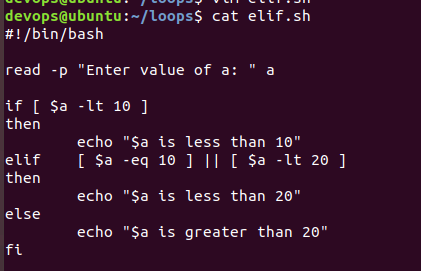 devops@ubuntu:~/loops$ vim elif.sh
devops@ubuntu:~/loops$ cat elif.sh
#!/bin/bash
read -p "Enter value of a: " a
if [ $a -lt 10 ]
then
echo "$a is less than 10"
elif [ $a -eq 10 ] || [ $a -lt 20 ]
then
echo "$a is less than 20"
else
echo "$a is greater than 20"
fi